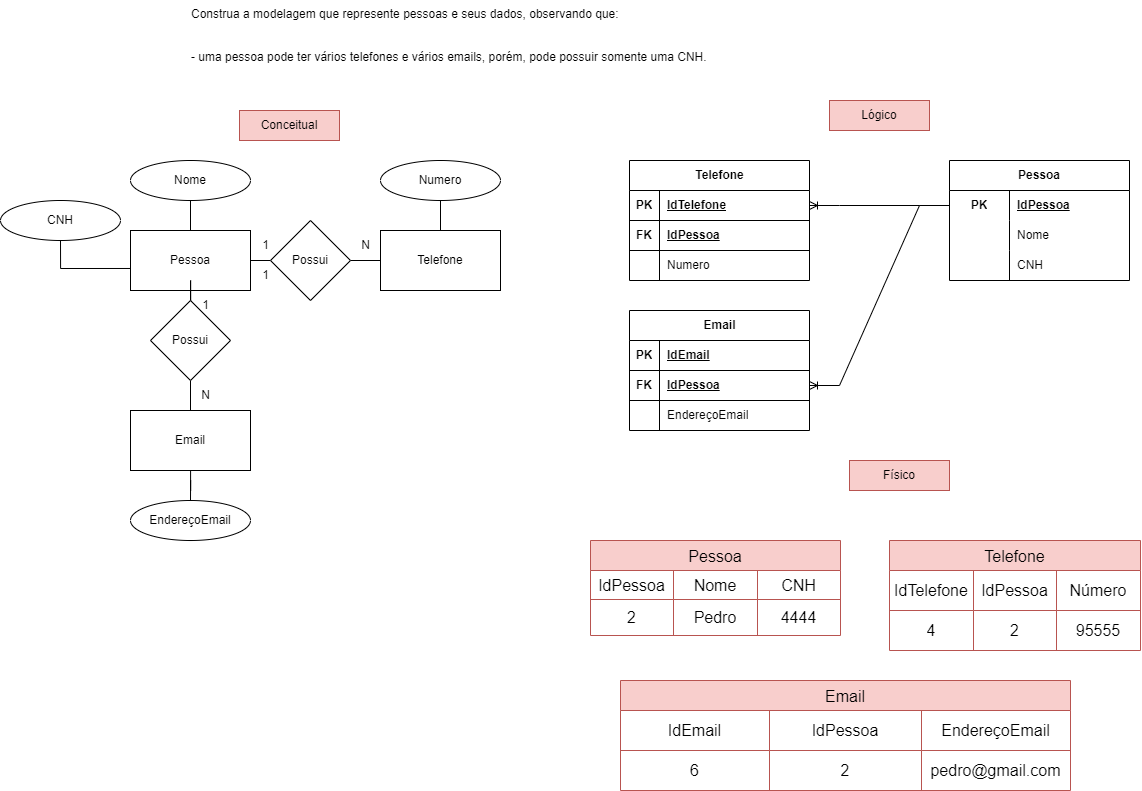 Construa a modelagem que represente pessoas e seus dados, observando que:
- uma pessoa pode ter vários telefones e vários emails, porém, pode possuir somente uma CNH.
Conceitual
Nome
Numero
CNH
Pessoa
1
1
Possui
N
Telefone
1
Possui
N
Email
EndereçoEmail
Lógico
Telefone
PK IdTelefone
FK IdPessoa
Numero
Pessoa
PK IdPessoa
Nome
CNH
Email
PK IdEmail
FK IdPessoa
EndereçoEmail
Físico
Pessoa
IdPessoa Nome CNH
2 Pedro 4444
Telefone
IdTelefone IdPessoa Número
4 2 95555
Email
IdEmail IdPessoa EndereçoEmail
6 2 pedro@gmail.com